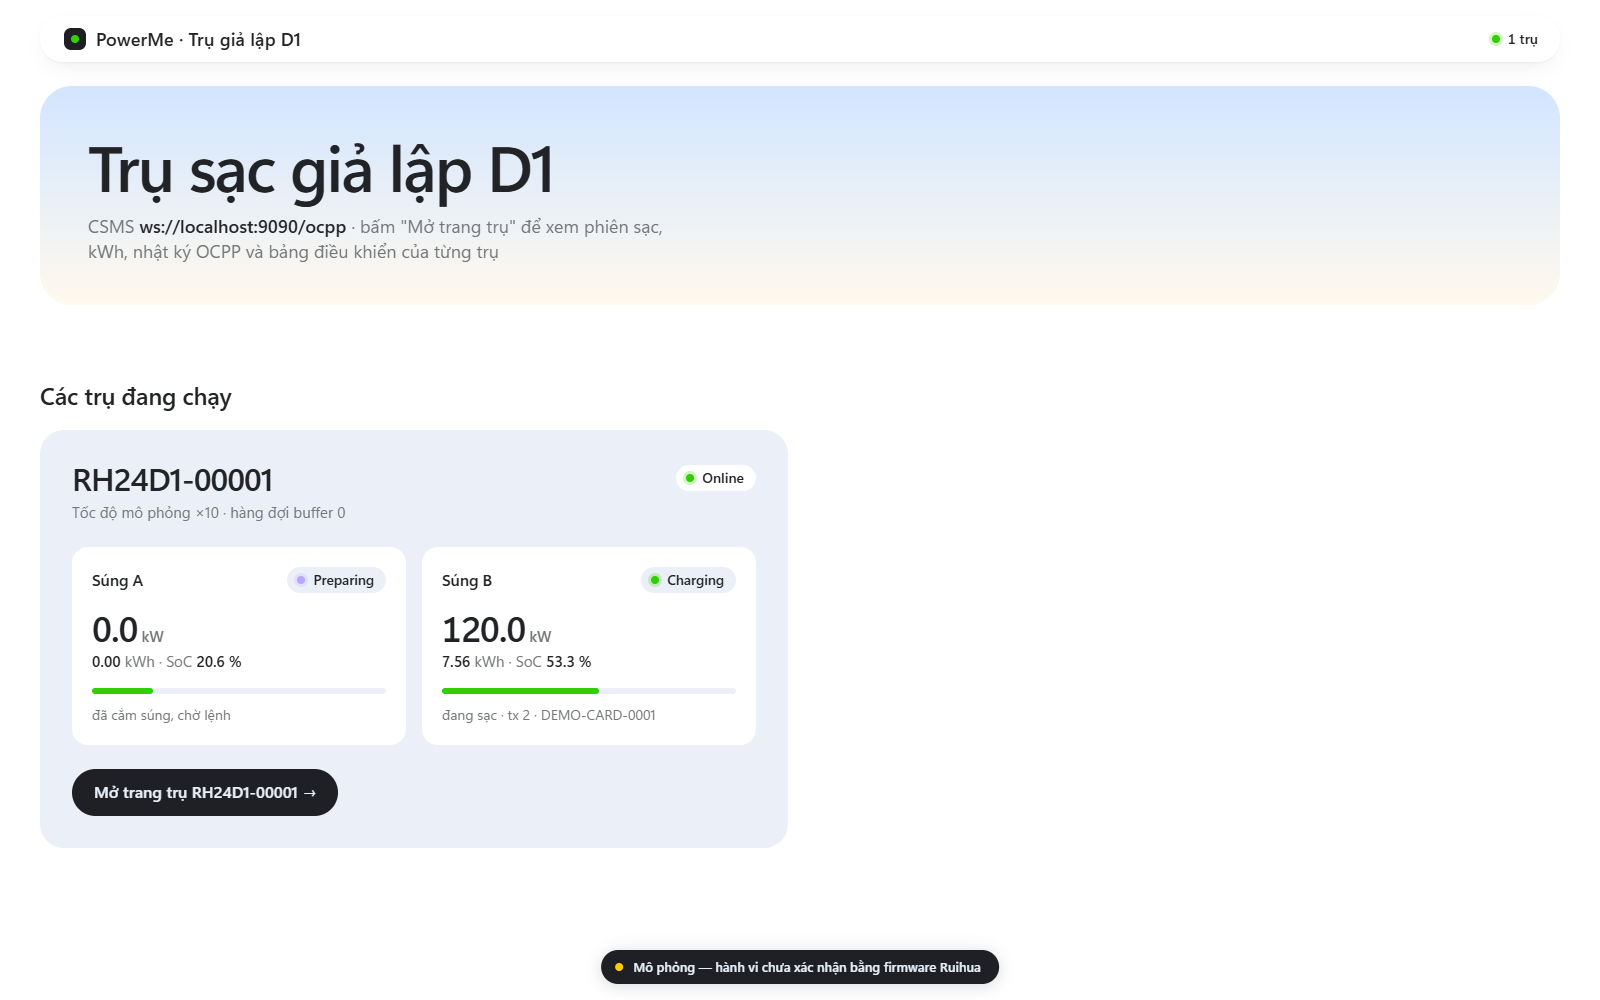 PowerMe · Trụ giả lập D1
1 trụ
Trụ sạc giả lập D1
CSMS ws://localhost:9090/ocpp · bấm "Mở trang trụ" để xem phiên sạc,
kWh, nhật ký OCPP và bảng điều khiển của từng trụ
Các trụ đang chạy
RH24D1-00001
Online
Tốc độ mô phỏng ×10 · hàng đợi buffer 0
Súng A
Preparing
0.0 kW
0.00 kWh · SoC 20.6 %
đã cắm súng, chờ lệnh
Súng B
Charging
120.0 kW
7.56 kWh · SoC 53.3 %
đang sạc · tx 2 · DEMO-CARD-0001
Mở trang trụ RH24D1-00001 →
Mô phỏng — hành vi chưa xác nhận bằng firmware Ruihua